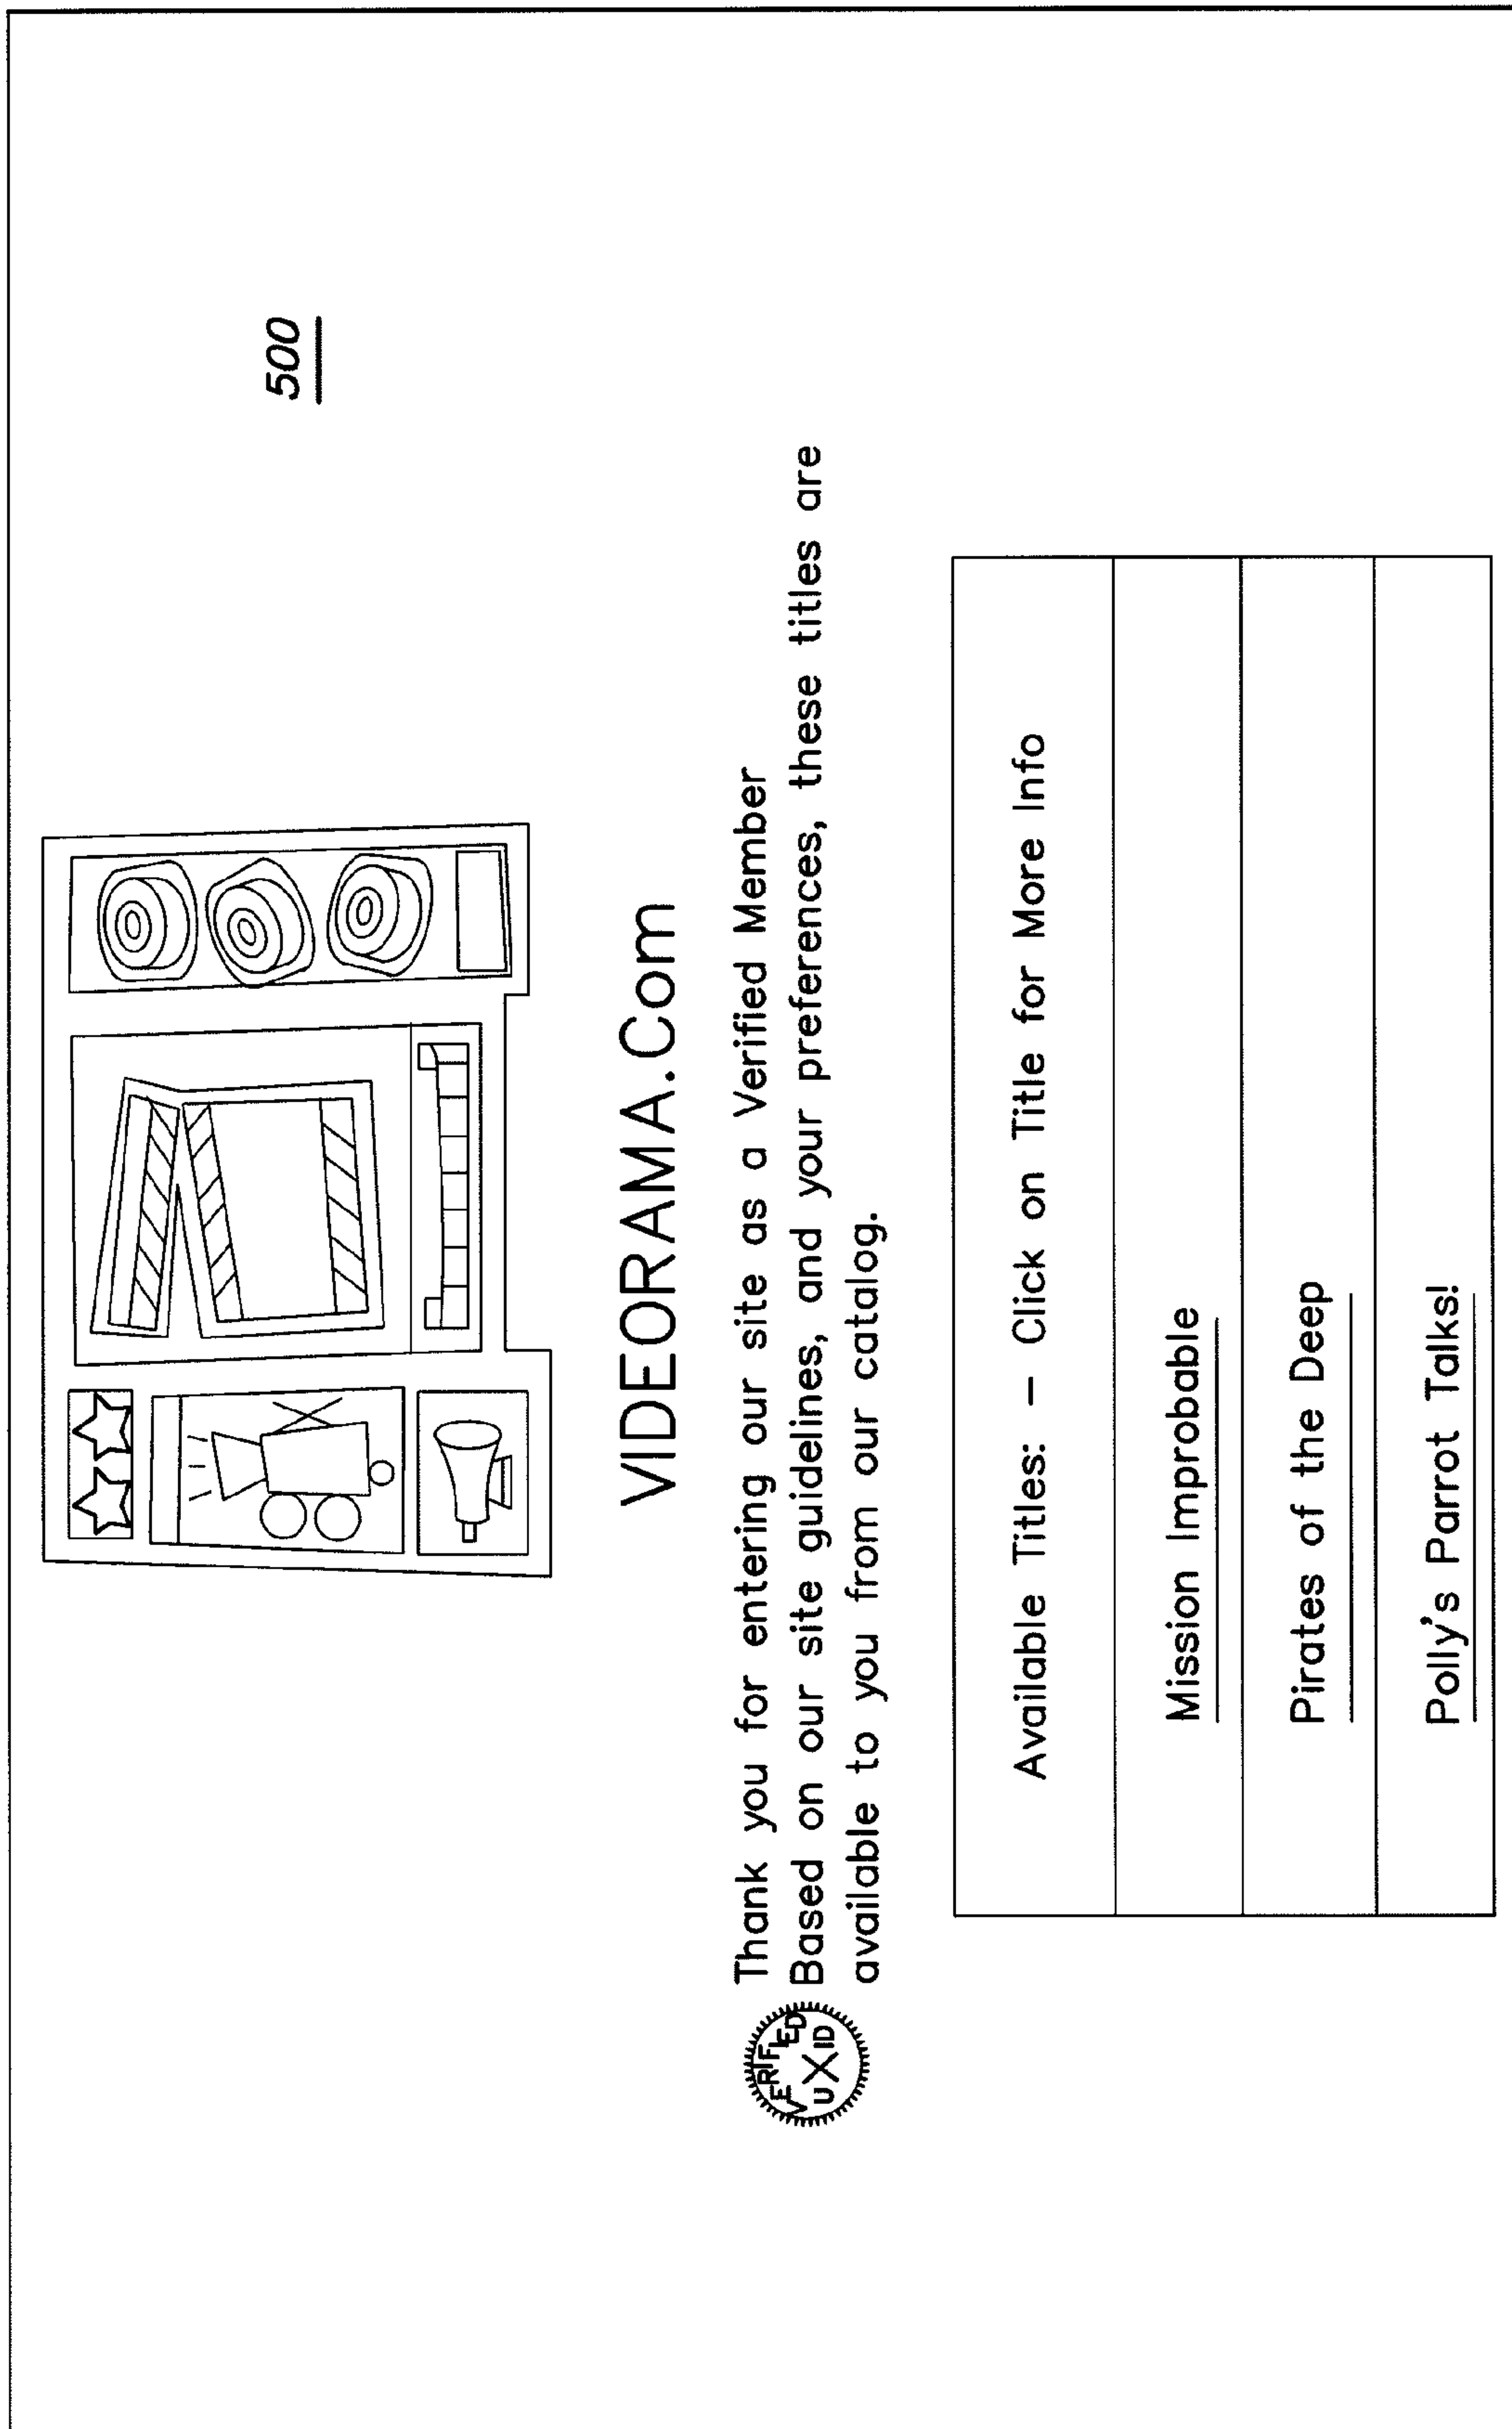 500
VIDEORAMA.Com
Thank you for entering our site as a Verified Member
Based on our site guidelines, and your preferences, these titles are
available to you from our catalog.
VERIFIED
UXID
Available Titles: – Click on Title for More Info
Mission Improbable
Pirates of the Deep
Polly's Parrot Talks!